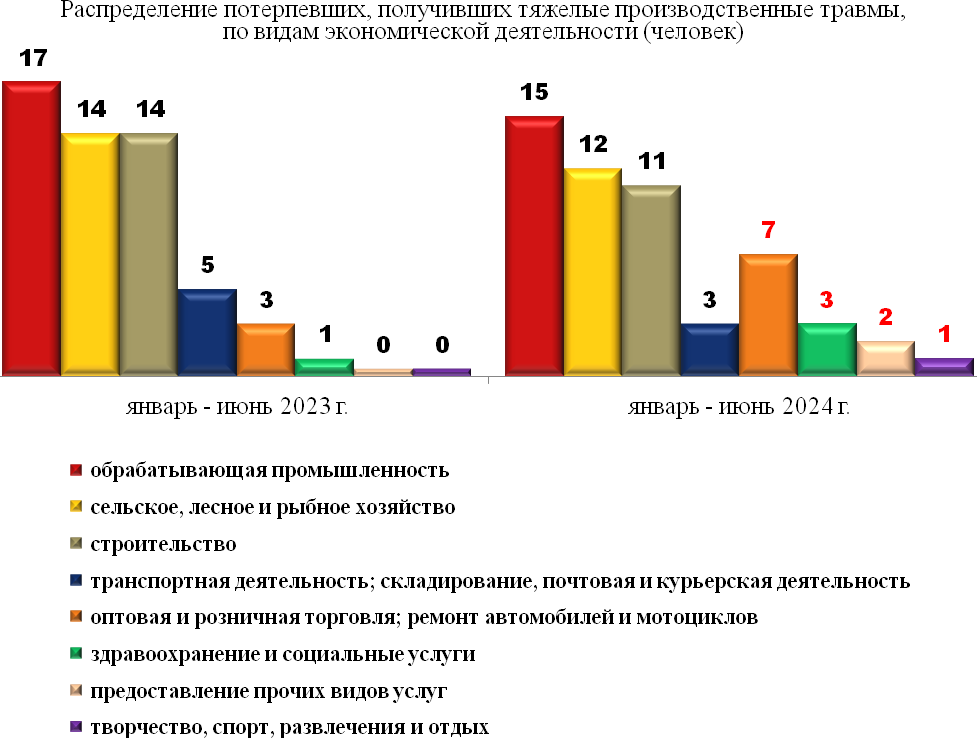 Распределение потерпевших, получивших тяжелые производственные травмы,
по видам экономической деятельности (человек)
17
14
14
5
3
1
0
0
15
12
11
3
7
3
2
1
январь - июнь 2023 г.
январь - июнь 2024 г.
обрабатывающая промышленность
сельское, лесное и рыбное хозяйство
строительство
транспортная деятельность; складирование, почтовая и курьерская деятельность
оптовая и розничная торговля; ремонт автомобилей и мотоциклов
здравоохранение и социальные услуги
предоставление прочих видов услуг
творчество, спорт, развлечения и отдых